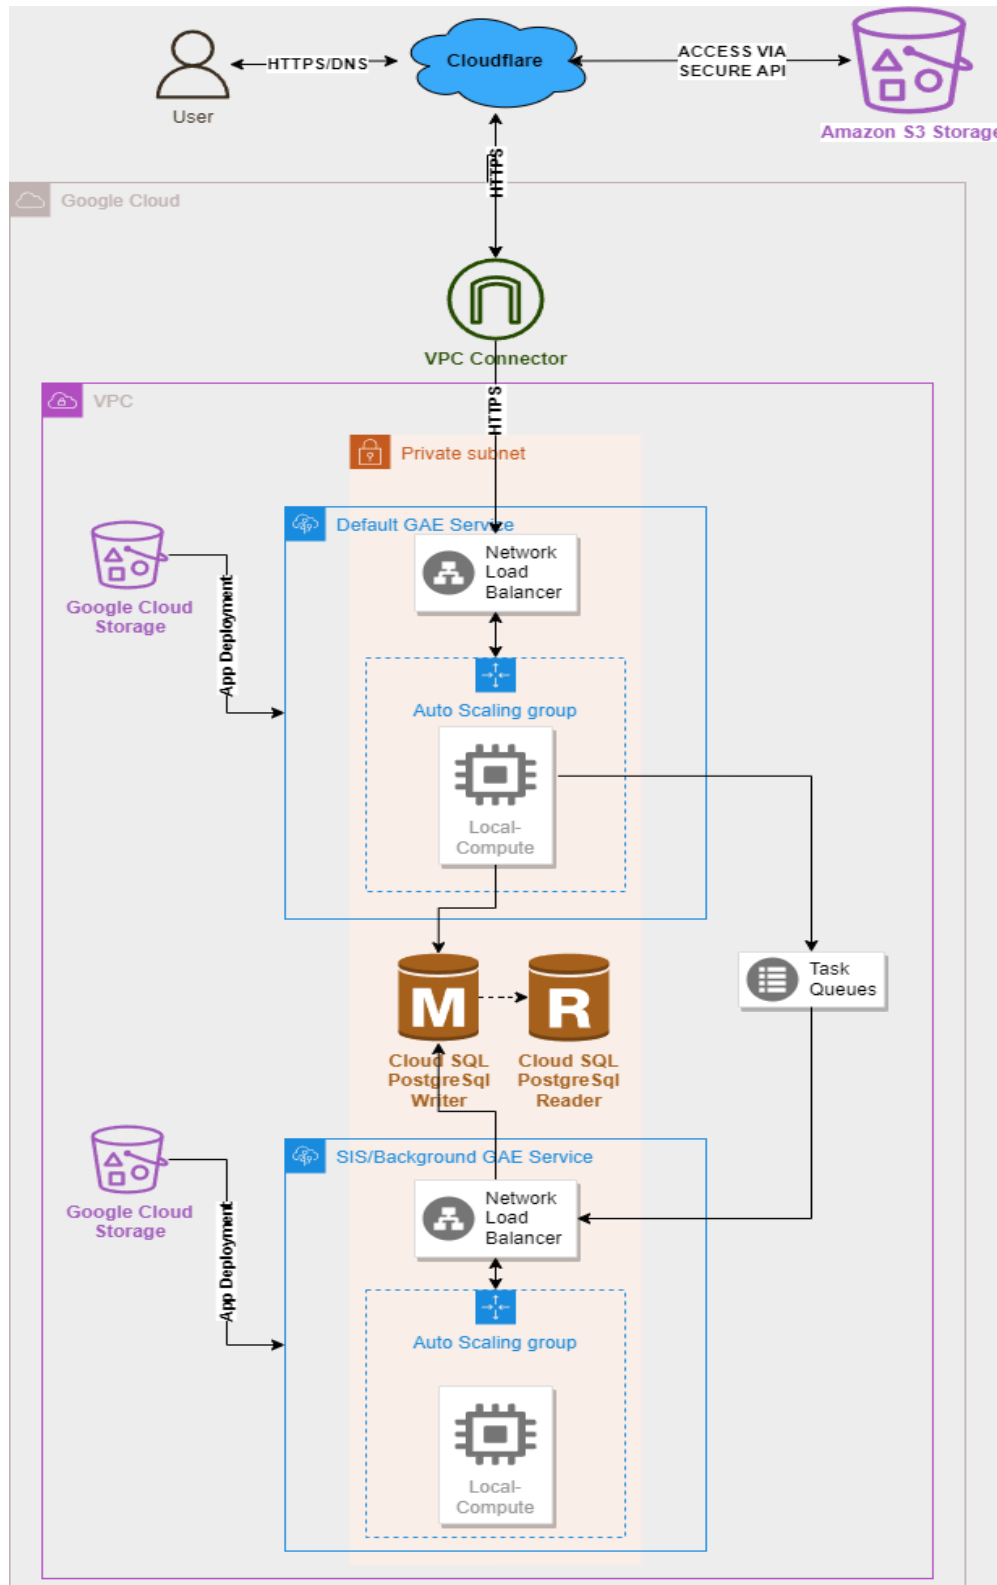 HTTPS/DNS
Cloudflare
ACCESS VIA
SECURE API
User
Amazon S3 Storage
HTTPS
Google Cloud
VPC Connector
VPC
HTTPS
Private subnet
Default GAE Service
Network
Load
Balancer
Google Cloud
Storage
App Deployment
Auto Scaling group
Local-
Compute
M
R
Task
Queues
Cloud SQL
PostgreSql
Writer
Cloud SQL
PostgreSql
Reader
SIS/Background GAE Service
Network
Load
Balancer
Google Cloud
Storage
App Deployment
Auto Scaling group
Local-
Compute